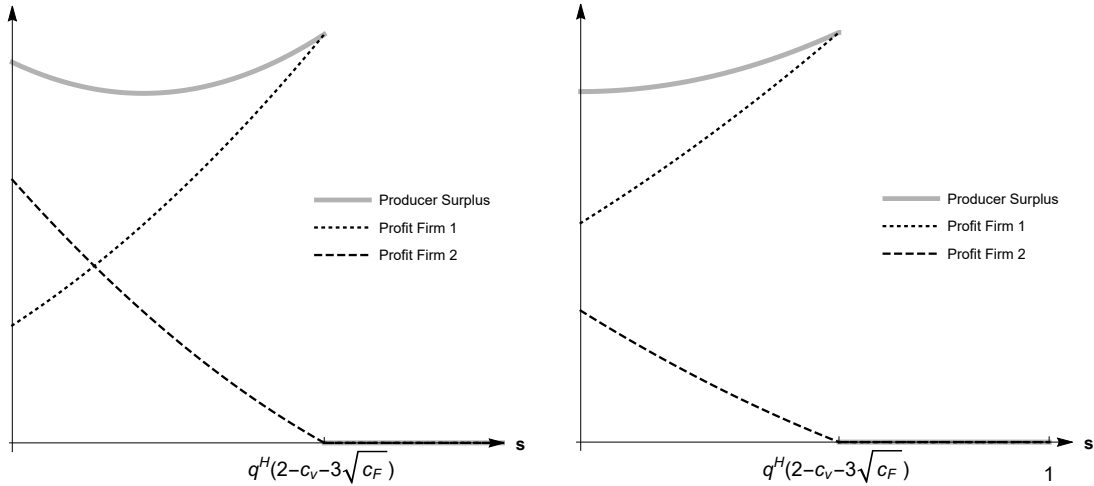 Producer Surplus
Profit Firm 1
Profit Firm 2
s
q^H(2−c_v−3√c_F)
Producer Surplus
Profit Firm 1
Profit Firm 2
s
q^H(2−c_v−3√c_F)
1